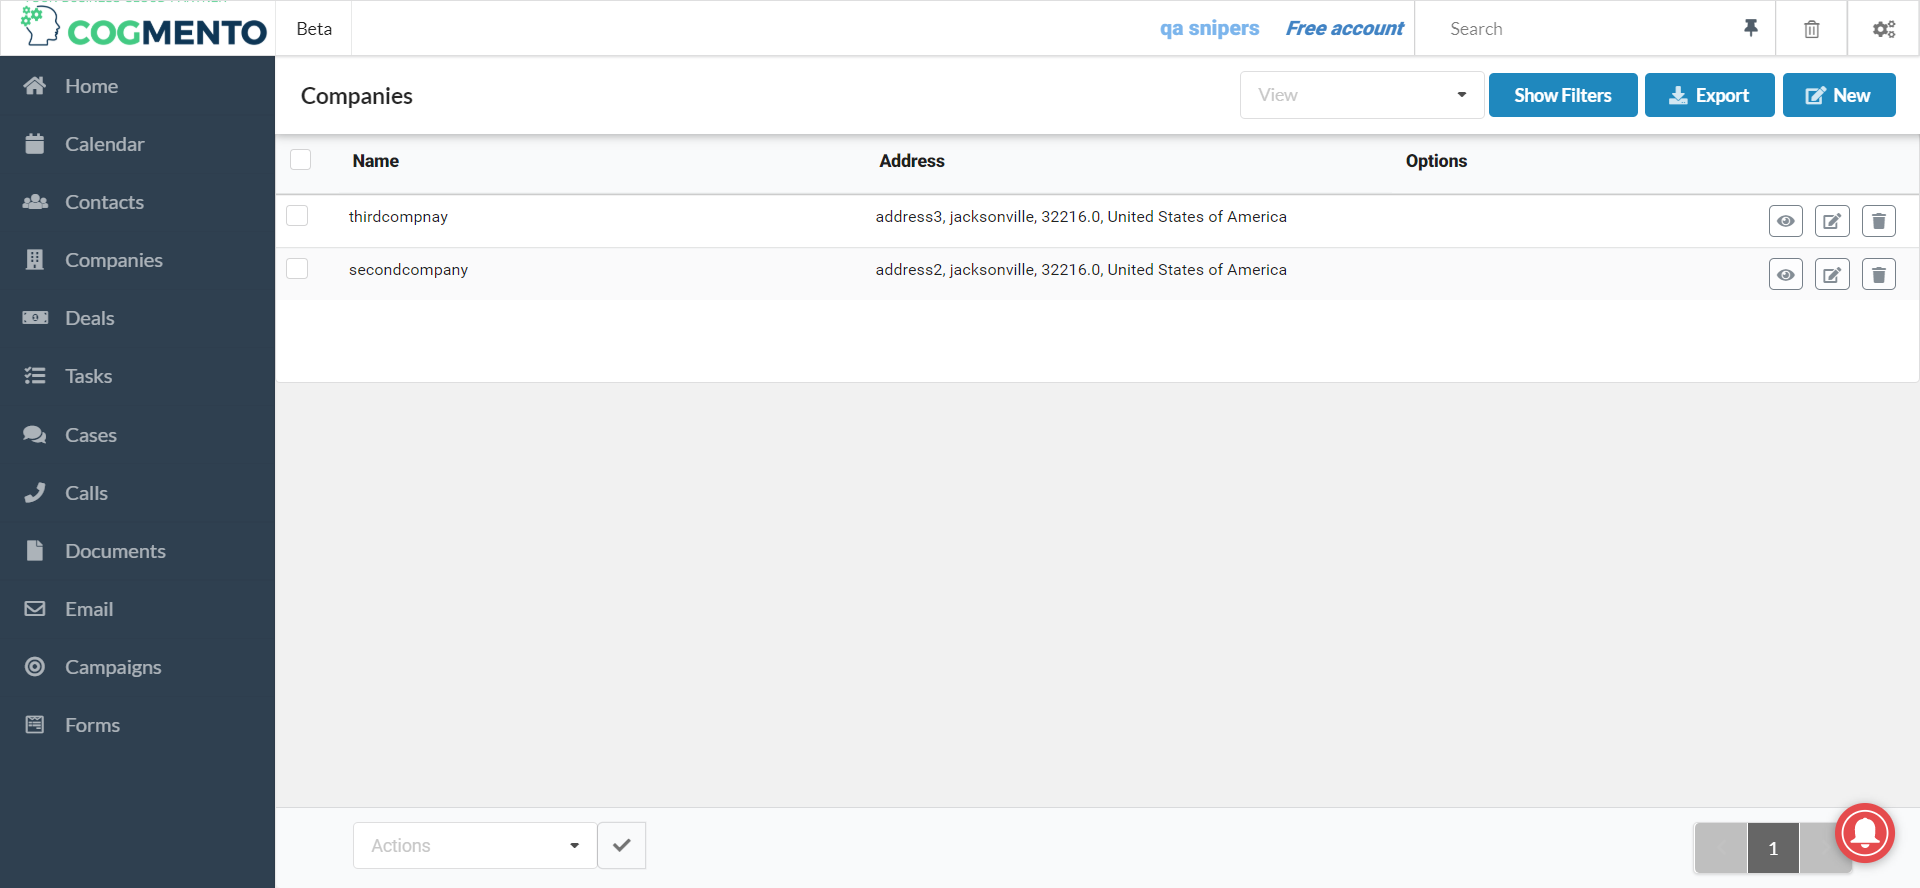 COGMENTO
Beta
qa snipers
Free account
Search
Home
Calendar
Contacts
Companies
Deals
Tasks
Cases
Calls
Documents
Email
Campaigns
Forms
Companies
View
Show Filters
Export
New
Name
Address
Options
thirdcompnay
address3, jacksonville, 32216.0, United States of America
secondcompany
address2, jacksonville, 32216.0, United States of America
Actions
1